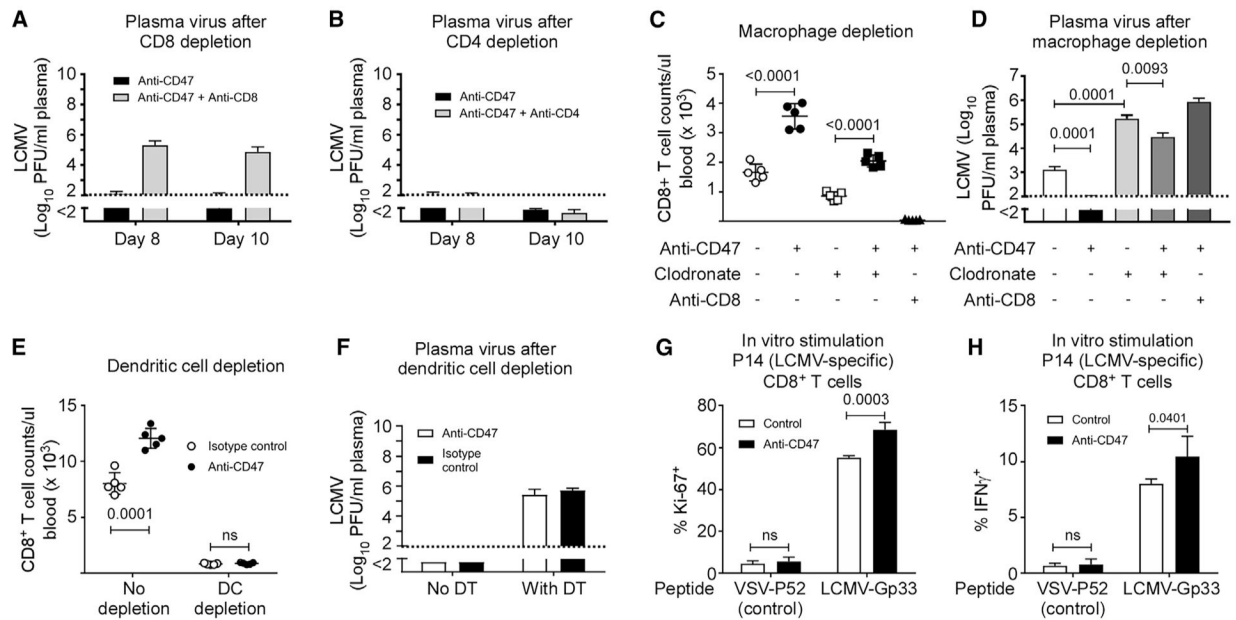 A
Plasma virus after
CD8 depletion
LCMV
(Log10 PFU/ml plasma)
10
8
6
4
2
<2
Anti-CD47
Anti-CD47 + Anti-CD8
Day 8
Day 10
B
Plasma virus after
CD4 depletion
LCMV
(Log10 PFU/ml plasma)
10
8
6
4
2
<2
Anti-CD47
Anti-CD47 + Anti-CD4
Day 8
Day 10
C
Macrophage depletion
CD8+ T cell counts/ul
blood (x 10³)
5
4
3
2
1
<0.0001
<0.0001
Anti-CD47 - + - + +
Clodronate - - + + -
Anti-CD8 - - - - +
D
Plasma virus after
macrophage depletion
LCMV (Log10
PFU/ml plasma)
7
6
5
4
3
2
<2
0.0093
0.0001
0.0001
Anti-CD47 - + - + +
Clodronate - - + + -
Anti-CD8 - - - - +
E
Dendritic cell depletion
CD8⁺ T cell counts/ul
blood (x 10³)
15
10
5
Isotype control
Anti-CD47
0.0001
ns
No
depletion
DC
depletion
F
Plasma virus after
dendritic cell depletion
LCMV
(Log10 PFU/ml plasma)
10
8
6
4
2
<2
Anti-CD47
Isotype
control
No DT
With DT
G
In vitro stimulation
P14 (LCMV-specific)
CD8⁺ T cells
% Ki-67⁺
80
60
40
20
0
Control
Anti-CD47
0.0003
ns
Peptide
VSV-P52
(control)
LCMV-Gp33
H
In vitro stimulation
P14 (LCMV-specific)
CD8⁺ T cells
% IFNγ⁺
15
10
5
0
Control
Anti-CD47
0.0401
ns
Peptide
VSV-P52
(control)
LCMV-Gp33